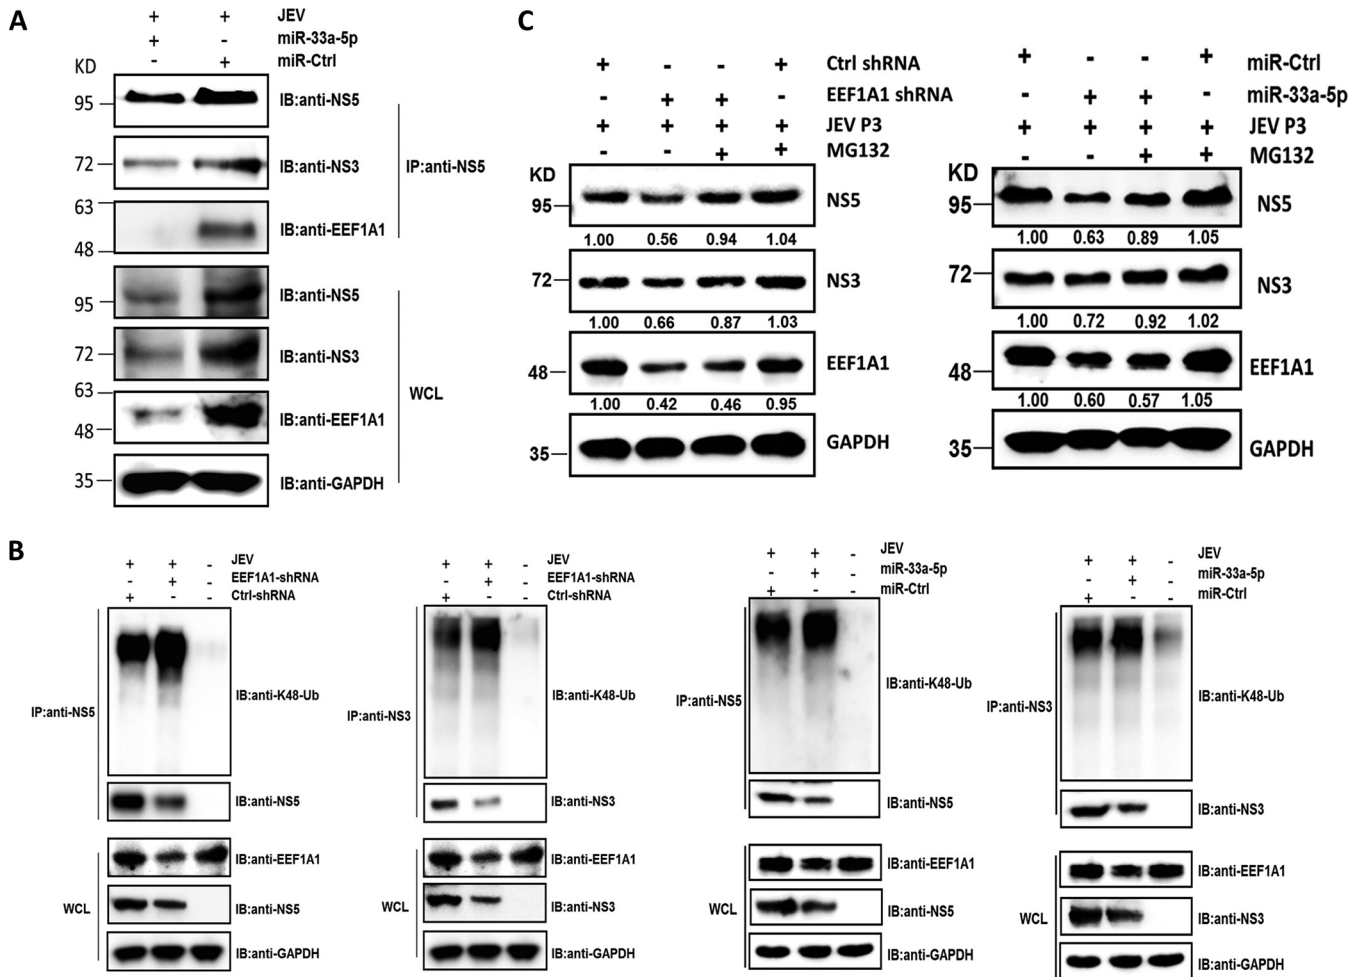 A
+ + JEV
+ - miR-33a-5p
- + miR-Ctrl
KD
95 IB:anti-NS5
72 IB:anti-NS3
IP:anti-NS5
63
IB:anti-EEF1A1
48
IB:anti-NS5
95
72 IB:anti-NS3
WCL
63
IB:anti-EEF1A1
48
35 IB:anti-GAPDH
C
+ - - + Ctrl shRNA
- + + - EEF1A1 shRNA
+ + + + JEV P3
- - + + MG132
KD
95 NS5
1.00 0.56 0.94 1.04
72 NS3
1.00 0.66 0.87 1.03
EEF1A1
48
1.00 0.42 0.46 0.95
GAPDH
35
+ - - + miR-Ctrl
- + + - miR-33a-5p
+ + + + JEV P3
- - + + MG132
KD
95 NS5
1.00 0.63 0.89 1.05
72 NS3
1.00 0.72 0.92 1.02
48 EEF1A1
1.00 0.60 0.57 1.05
35 GAPDH
B
+ + - JEV
- + - EEF1A1-shRNA
+ - - Ctrl-shRNA
IB:anti-K48-Ub
IP:anti-NS5
IB:anti-NS5
IB:anti-EEF1A1
WCL IB:anti-NS5
IB:anti-GAPDH
+ + - JEV
- + - EEF1A1-shRNA
+ - - Ctrl-shRNA
IB:anti-K48-Ub
IP:anti-NS3
IB:anti-NS3
IB:anti-EEF1A1
WCL IB:anti-NS3
IB:anti-GAPDH
+ + - JEV
- + - miR-33a-5p
+ - - miR-Ctrl
IB:anti-K48-Ub
IP:anti-NS5
IB:anti-NS5
IB:anti-EEF1A1
WCL IB:anti-NS5
IB:anti-GAPDH
+ + - JEV
- + - miR-33a-5p
+ - - miR-Ctrl
IB:anti-K48-Ub
IP:anti-NS3
IB:anti-NS3
IB:anti-EEF1A1
WCL IB:anti-NS3
IB:anti-GAPDH